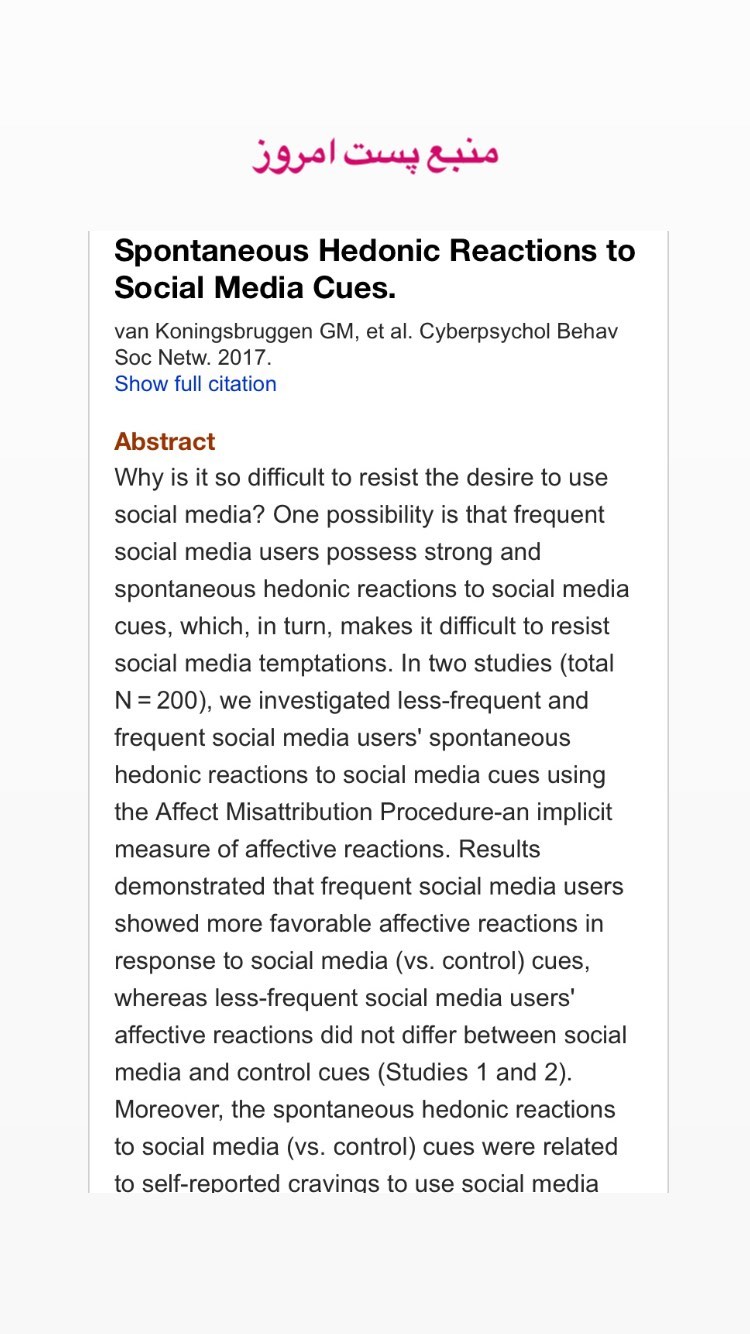 منبع پست امروز
Spontaneous Hedonic Reactions to
Social Media Cues.
van Koningsbruggen GM, et al. Cyberpsychol Behav
Soc Netw. 2017.
Show full citation
Abstract
Why is it so difficult to resist the desire to use
social media? One possibility is that frequent
social media users possess strong and
spontaneous hedonic reactions to social media
cues, which, in turn, makes it difficult to resist
social media temptations. In two studies (total
N = 200), we investigated less-frequent and
frequent social media users' spontaneous
hedonic reactions to social media cues using
the Affect Misattribution Procedure-an implicit
measure of affective reactions. Results
demonstrated that frequent social media users
showed more favorable affective reactions in
response to social media (vs. control) cues,
whereas less-frequent social media users'
affective reactions did not differ between social
media and control cues (Studies 1 and 2).
Moreover, the spontaneous hedonic reactions
to social media (vs. control) cues were related
to self-reported cravings to use social media